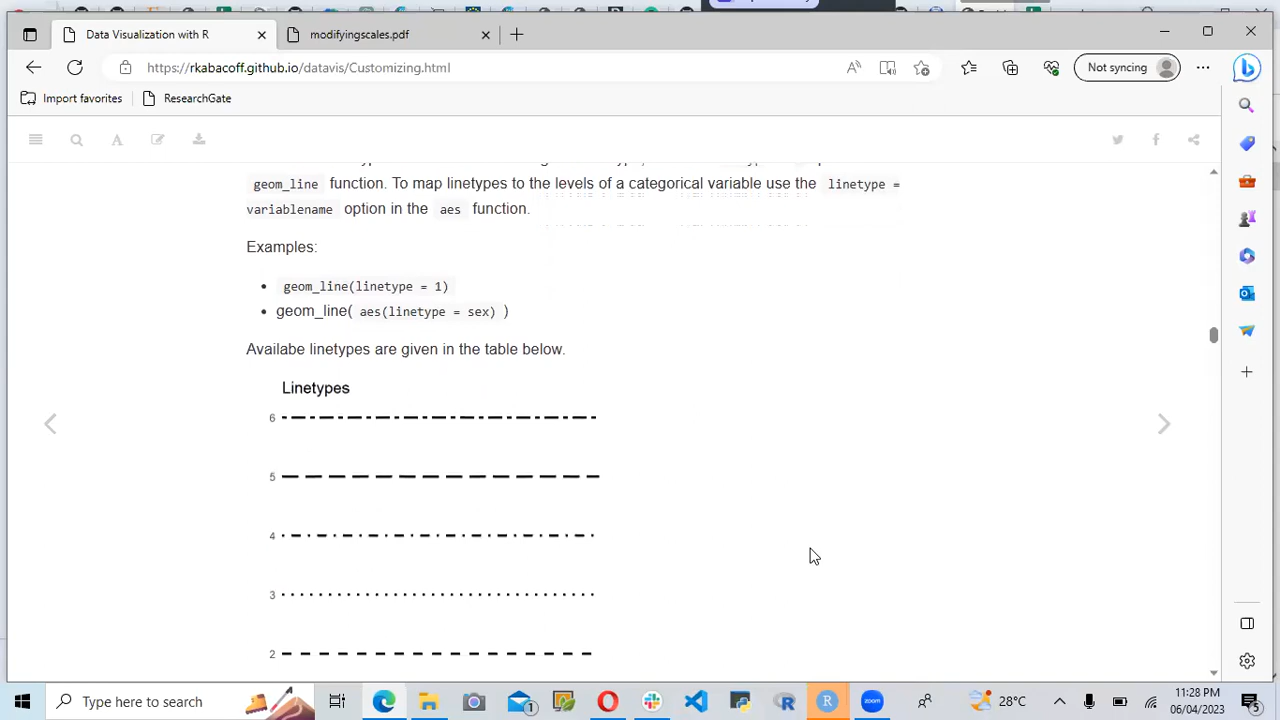 Data Visualization with R
modifyingscales.pdf
https://rkabacoff.github.io/datavis/Customizing.html
Not syncing
Import favorites
ResearchGate
geom_line function. To map linetypes to the levels of a categorical variable use the linetype =
variablename option in the aes function.
Examples:
• geom_line(linetype = 1)
• geom_line( aes(linetype = sex) )
Availabe linetypes are given in the table below.
Linetypes
6
5
4
3
2
Type here to search
1
28°C
11:28 PM
06/04/2023
5